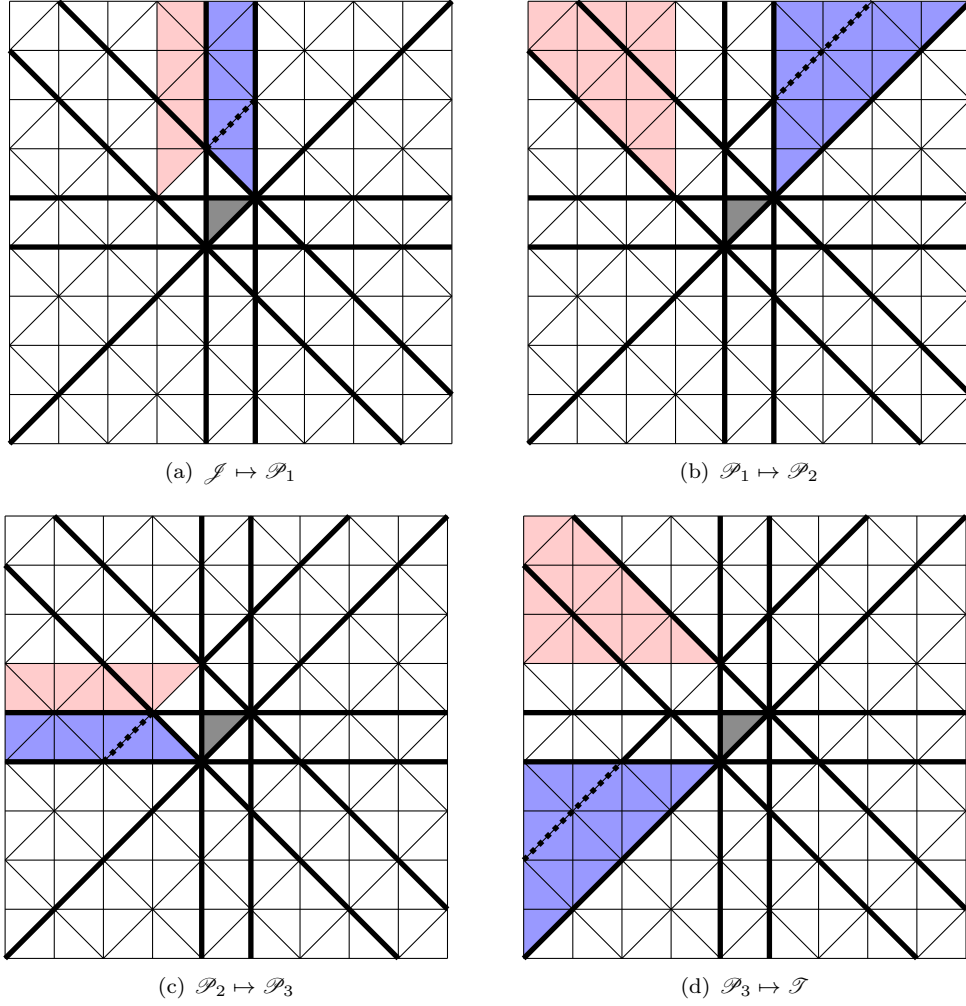 (a) 𝒥 ↦ 𝒫₁
(b) 𝒫₁ ↦ 𝒫₂
(c) 𝒫₂ ↦ 𝒫₃
(d) 𝒫₃ ↦ 𝒯